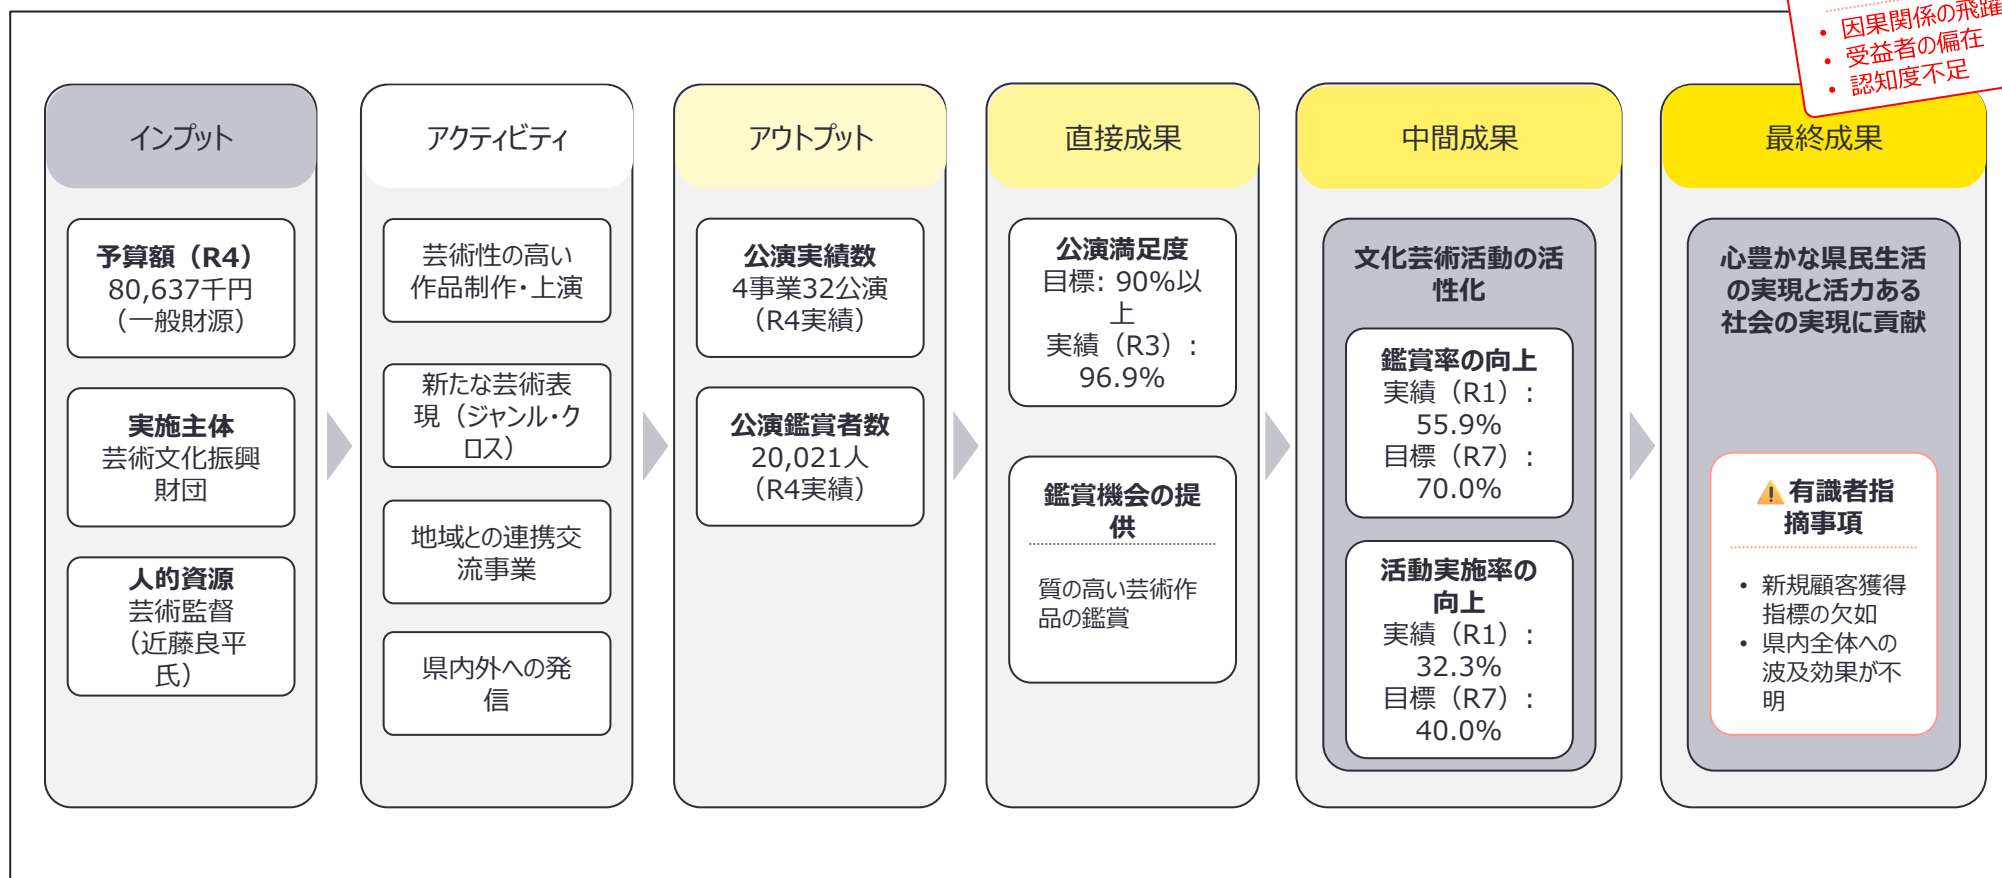 • 因果関係の飛躍
• 受益者の偏在
• 認知度不足
インプット
予算額（R4）
80,637千円
（一般財源）
実施主体
芸術文化振興
財団
人的資源
芸術監督
（近藤良平
氏）
アクティビティ
芸術性の高い
作品制作・上演
新たな芸術表
現（ジャンル・ク
ロス）
地域との連携交
流事業
県内外への発
信
アウトプット
公演実績数
4事業32公演
（R4実績）
公演鑑賞者数
20,021人
（R4実績）
直接成果
公演満足度
目標: 90%以
上
実績（R3）:
96.9%
鑑賞機会の提
供
質の高い芸術作
品の鑑賞
中間成果
文化芸術活動の活
性化
鑑賞率の向上
実績（R1）:
55.9%
目標（R7）:
70.0%
活動実施率の
向上
実績（R1）:
32.3%
目標（R7）:
40.0%
最終成果
心豊かな県民生活
の実現と活力ある
社会の実現に貢献
⚠有識者指
摘事項
• 新規顧客獲得
指標の欠如
• 県内全体への
波及効果が不
明